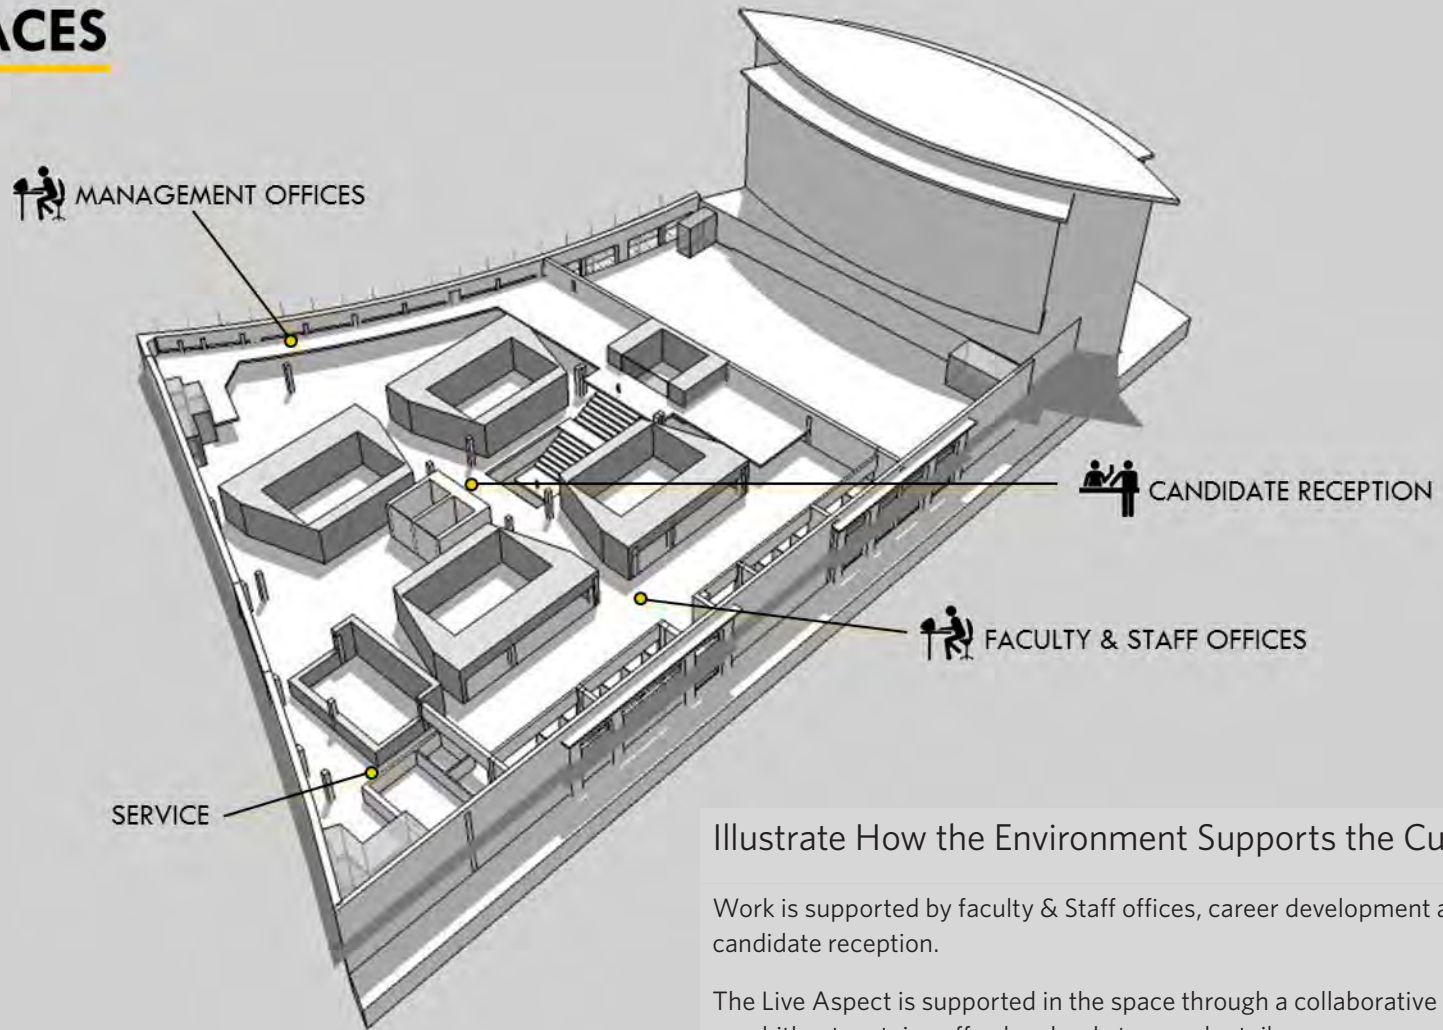 ACES
MANAGEMENT OFFICES
CANDIDATE RECEPTION
FACULTY & STAFF OFFICES
SERVICE
Illustrate How the Environment Supports the Cu
Work is supported by faculty & Staff offices, career development a
candidate reception.
The Live Aspect is supported in the space through a collaborative